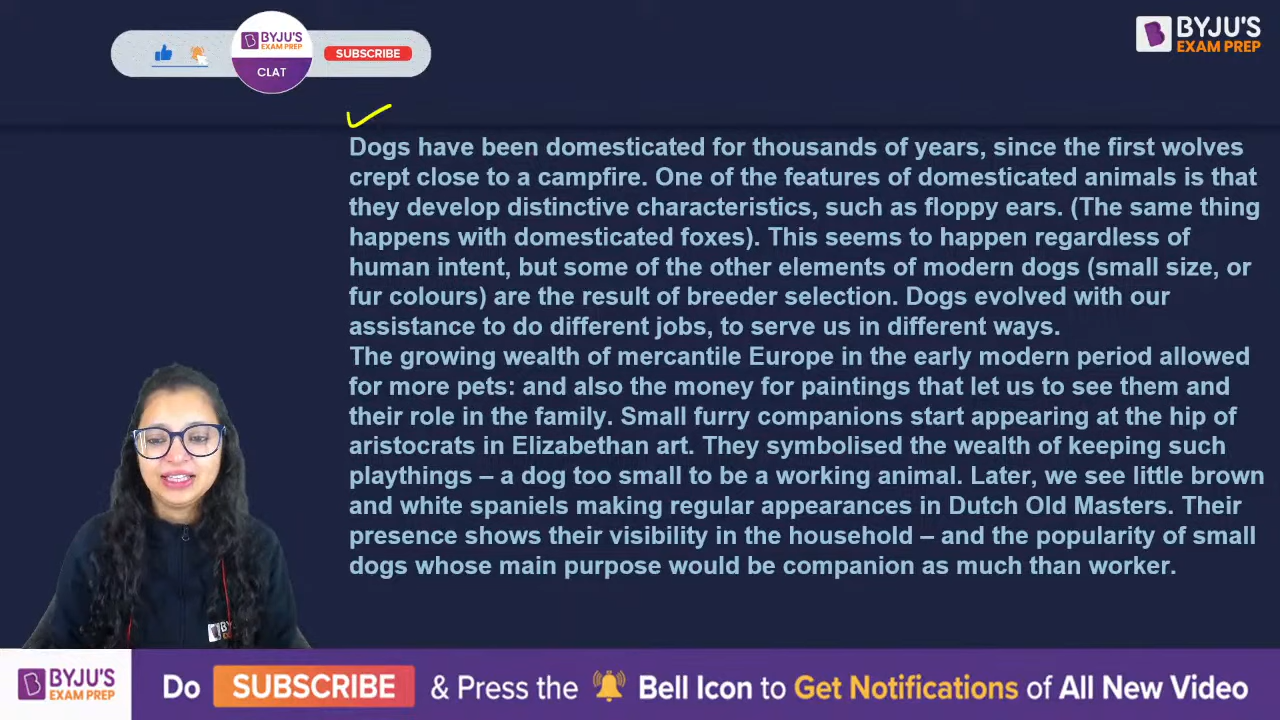 BYJU'S
EXAM PREP
CLAT
SUBSCRIBE
BYJU'S
EXAM PREP
Dogs have been domesticated for thousands of years, since the first wolves
crept close to a campfire. One of the features of domesticated animals is that
they develop distinctive characteristics, such as floppy ears. (The same thing
happens with domesticated foxes). This seems to happen regardless of
human intent, but some of the other elements of modern dogs (small size, or
fur colours) are the result of breeder selection. Dogs evolved with our
assistance to do different jobs, to serve us in different ways.
The growing wealth of mercantile Europe in the early modern period allowed
for more pets: and also the money for paintings that let us to see them and
their role in the family. Small furry companions start appearing at the hip of
aristocrats in Elizabethan art. They symbolised the wealth of keeping such
playthings – a dog too small to be a working animal. Later, we see little brown
and white spaniels making regular appearances in Dutch Old Masters. Their
presence shows their visibility in the household – and the popularity of small
dogs whose main purpose would be companion as much than worker.
BY
BYJU'S
EXAM PREP
Do SUBSCRIBE & Press the Bell Icon to Get Notifications of All New Video